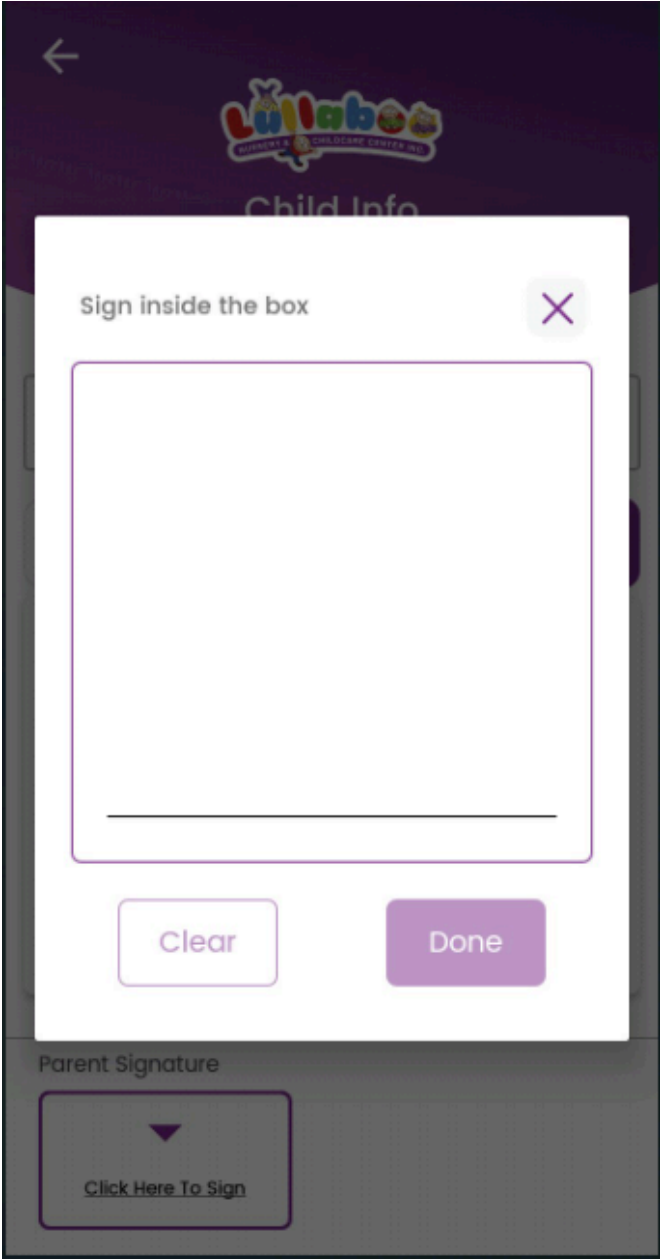 Lullaboo
NURSERY & CHILDCARE CENTER INC.
Child Info
Sign inside the box
Clear
Done
Parent Signature
Click Here To Sign